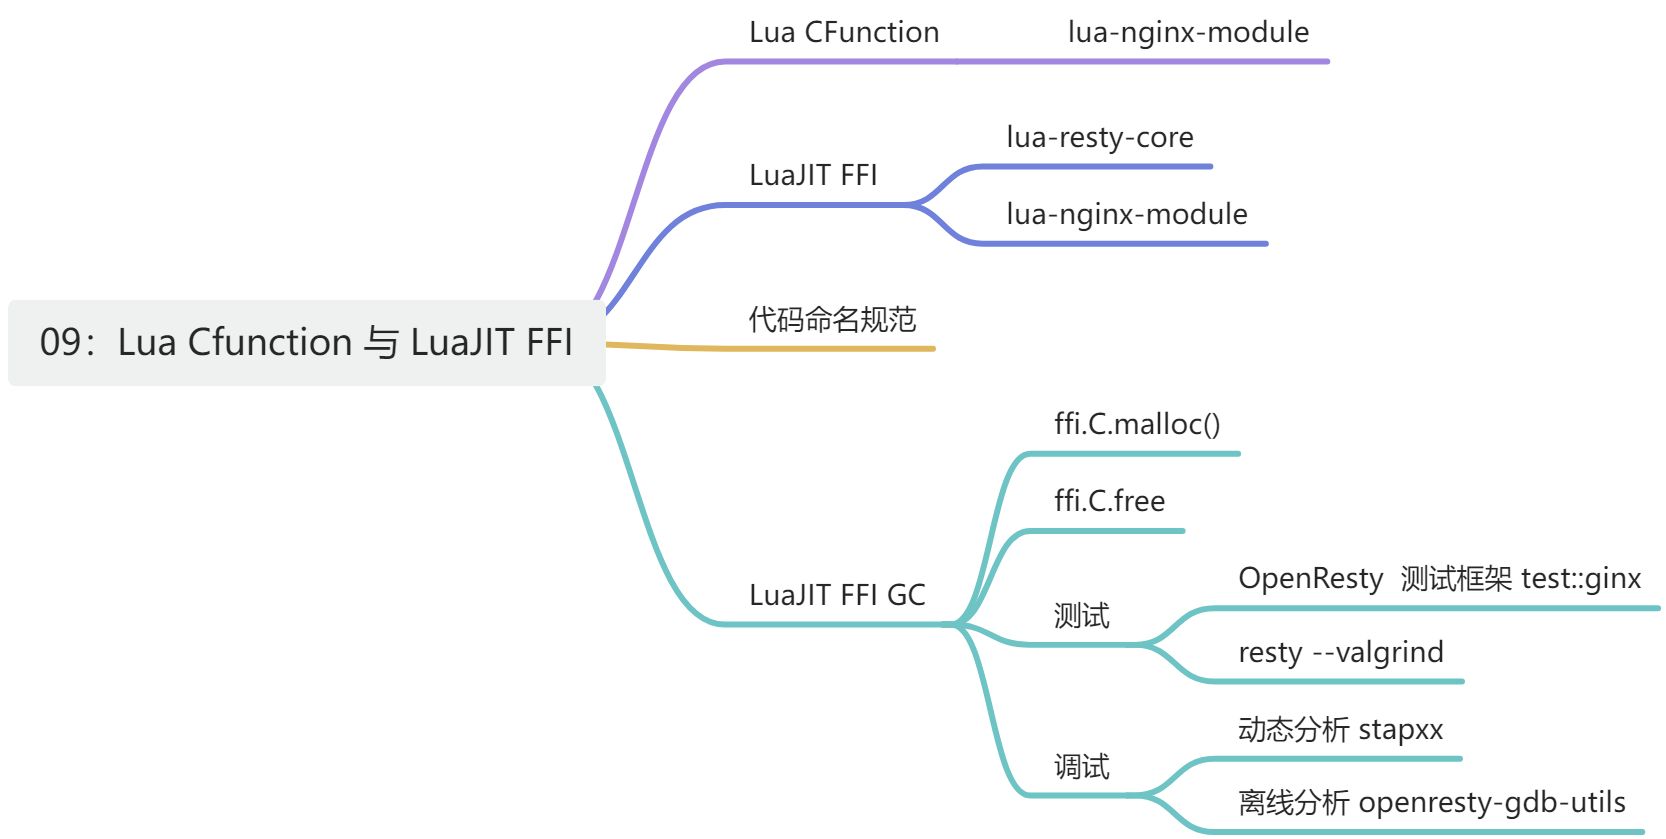 09：Lua Cfunction 与 LuaJIT FFI
Lua CFunction
lua-nginx-module
LuaJIT FFI
lua-resty-core
lua-nginx-module
代码命名规范
LuaJIT FFI GC
ffi.C.malloc()
ffi.C.free
测试
OpenResty 测试框架 test::ginx
resty --valgrind
调试
动态分析 stapxx
离线分析 openresty-gdb-utils